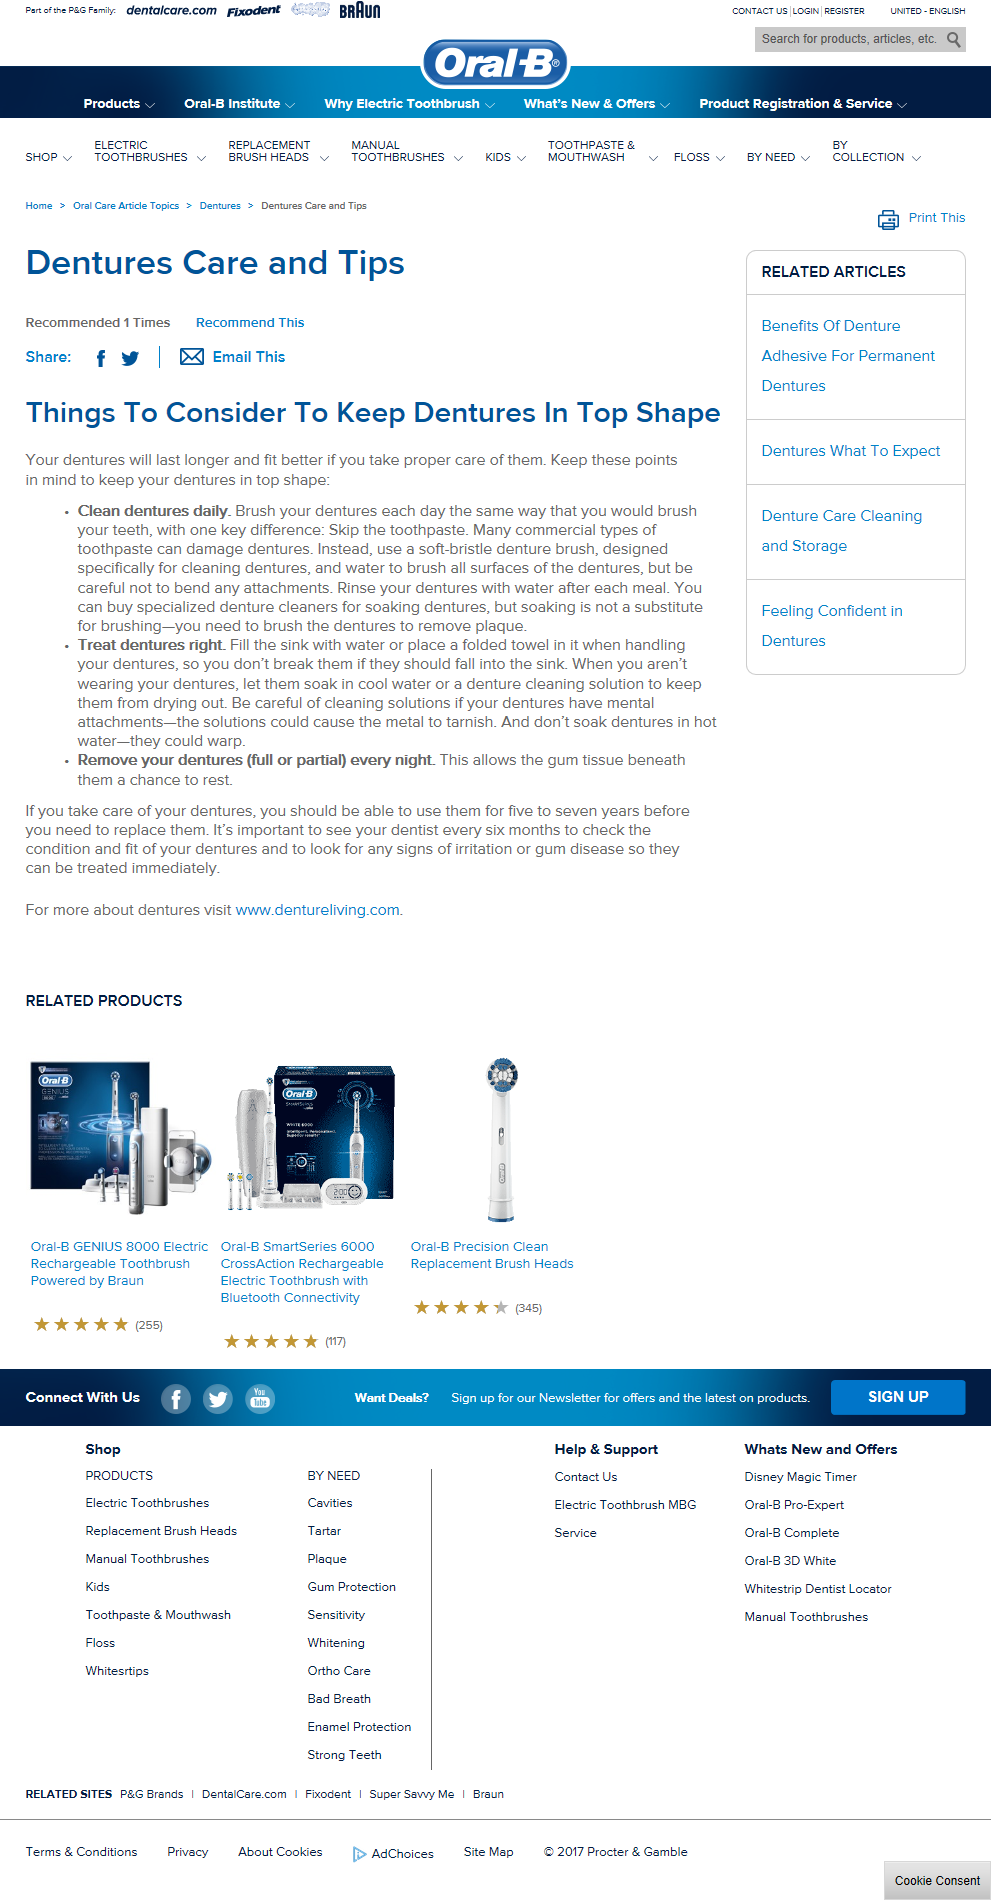 Part of the P&G Family: dentalcare.com Fixodent BRAUN
CONTACT US | LOGIN | REGISTER UNITED - ENGLISH
Search for products, articles, etc.
Oral-B®
Products Oral-B Institute Why Electric Toothbrush What's New & Offers Product Registration & Service
SHOP ELECTRIC TOOTHBRUSHES REPLACEMENT BRUSH HEADS MANUAL TOOTHBRUSHES KIDS TOOTHPASTE & MOUTHWASH FLOSS BY NEED BY COLLECTION
Home > Oral Care Article Topics > Dentures > Dentures Care and Tips
Print This
Dentures Care and Tips
Recommended 1 Times Recommend This
Share: Email This
Things To Consider To Keep Dentures In Top Shape
Your dentures will last longer and fit better if you take proper care of them. Keep these points
in mind to keep your dentures in top shape:
• Clean dentures daily. Brush your dentures each day the same way that you would brush
your teeth, with one key difference: Skip the toothpaste. Many commercial types of
toothpaste can damage dentures. Instead, use a soft-bristle denture brush, designed
specifically for cleaning dentures, and water to brush all surfaces of the dentures, but be
careful not to bend any attachments. Rinse your dentures with water after each meal. You
can buy specialized denture cleaners for soaking dentures, but soaking is not a substitute
for brushing—you need to brush the dentures to remove plaque.
• Treat dentures right. Fill the sink with water or place a folded towel in it when handling
your dentures, so you don't break them if they should fall into the sink. When you aren't
wearing your dentures, let them soak in cool water or a denture cleaning solution to keep
them from drying out. Be careful of cleaning solutions if your dentures have mental
attachments—the solutions could cause the metal to tarnish. And don't soak dentures in hot
water—they could warp.
• Remove your dentures (full or partial) every night. This allows the gum tissue beneath
them a chance to rest.
If you take care of your dentures, you should be able to use them for five to seven years before
you need to replace them. It's important to see your dentist every six months to check the
condition and fit of your dentures and to look for any signs of irritation or gum disease so they
can be treated immediately.
For more about dentures visit www.dentureliving.com.
RELATED ARTICLES
Benefits Of Denture
Adhesive For Permanent
Dentures
Dentures What To Expect
Denture Care Cleaning
and Storage
Feeling Confident in
Dentures
RELATED PRODUCTS
Oral-B
GENIUS
Oral-B
SMARTSERIES
WHITE 6000
2:00
Oral-B GENIUS 8000 Electric
Rechargeable Toothbrush
Powered by Braun
(255)
Oral-B SmartSeries 6000
CrossAction Rechargeable
Electric Toothbrush with
Bluetooth Connectivity
(117)
Oral-B Precision Clean
Replacement Brush Heads
(345)
Connect With Us You Tube Want Deals? Sign up for our Newsletter for offers and the latest on products. SIGN UP
Shop
PRODUCTS
Electric Toothbrushes
Replacement Brush Heads
Manual Toothbrushes
Kids
Toothpaste & Mouthwash
Floss
Whitesrtips
BY NEED
Cavities
Tartar
Plaque
Gum Protection
Sensitivity
Whitening
Ortho Care
Bad Breath
Enamel Protection
Strong Teeth
Help & Support
Contact Us
Electric Toothbrush MBG
Service
Whats New and Offers
Disney Magic Timer
Oral-B Pro-Expert
Oral-B Complete
Oral-B 3D White
Whitestrip Dentist Locator
Manual Toothbrushes
RELATED SITES P&G Brands | DentalCare.com | Fixodent | Super Savvy Me | Braun
Terms & Conditions Privacy About Cookies AdChoices Site Map © 2017 Procter & Gamble
Cookie Consent